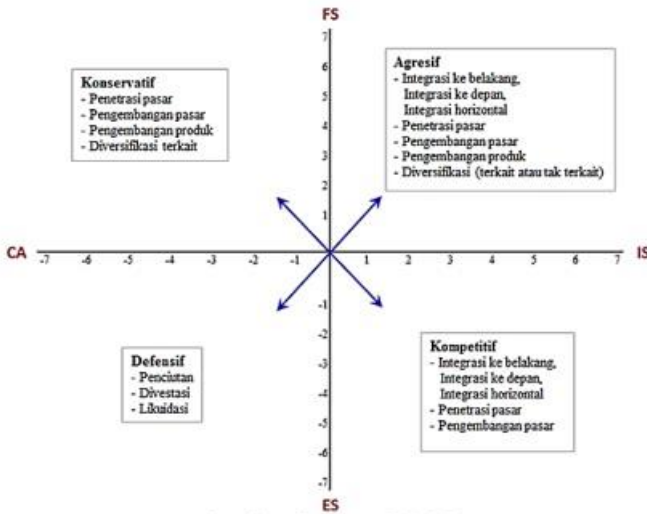 FS
7
6
5
4
3
2
1
Konservatif
- Penetrasi pasar
- Pengembangan pasar
- Pengembangan produk
- Diversifikasi terkait
Agresif
- Integrasi ke belakang,
Integrasi ke depan,
Integrasi horizontal
- Penetrasi pasar
- Pengembangan pasar
- Pengembangan produk
- Diversifikasi (terkait atau tak terkait)
CA -7 -6 -5 -4 -3 -2 -1 1 2 3 4 5 6 7 IS
-1
-2
-3
-4
-5
-6
-7
Defensif
- Penciutan
- Divestasi
- Likuidasi
Kompetitif
- Integrasi ke belakang,
Integrasi ke depan,
Integrasi horizontal
- Penetrasi pasar
- Pengembangan pasar
ES